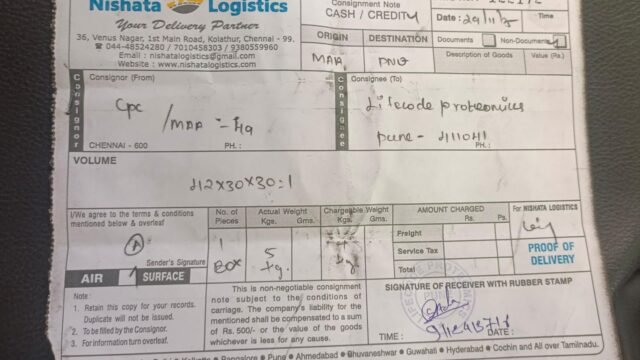 Nishata Logistics
Your Delivery Partner
36, Venus Nagar, 1st Main Road, Kolathur, Chennai - 99.
044-48524280 / 7010458303 / 9380559960
Email : nishatalogistics@gmail.com
Website : www.nishatalogistics.com
Consignment Note
CASH / CREDIT
Date :
Time
ORIGIN
DESTINATION
Documents
Non-Documents
MAA
PNQ
Description of Goods
Value (Rs.)
Consignor
Consignor (From)
CPC
/MAA
CHENNAI - 600
PH. :
Consignee
Consignee (To)
Pune - 411041
PH. :
VOLUME
42x30x30:1
I/We agree to the terms & conditions
mentioned below & overleaf
Sender's Signature
AIR
SURFACE
No. of
Pieces
1
BOX
Actual Weight
Kgs. Gms.
5
kg.
Chargeable Weight
Kgs. Gms.
kg
AMOUNT CHARGED
Rs. Ps.
Freight
Service Tax
Total
For NISHATA LOGISTICS
PROOF OF
DELIVERY
Note :
1. Retain this copy for your records.
Duplicate will not be issued.
2. To be filled by the Consignor.
3. For information turn overleaf.
This is non-negotiable consignment
note subject to the conditions of
carriage. The company's liability for
the mentioned shall be compensated to a sum
of Rs. 500/- or the value of the goods
whichever is less for any cause.
SIGNATURE OF RECEIVER WITH RUBBER STAMP
TIME :
DATE :
Bangalore • Pune • Ahmedabad • Bhuvaneshwar • Guwahati • Hyderabad • Cochin and All over Tamilnadu.